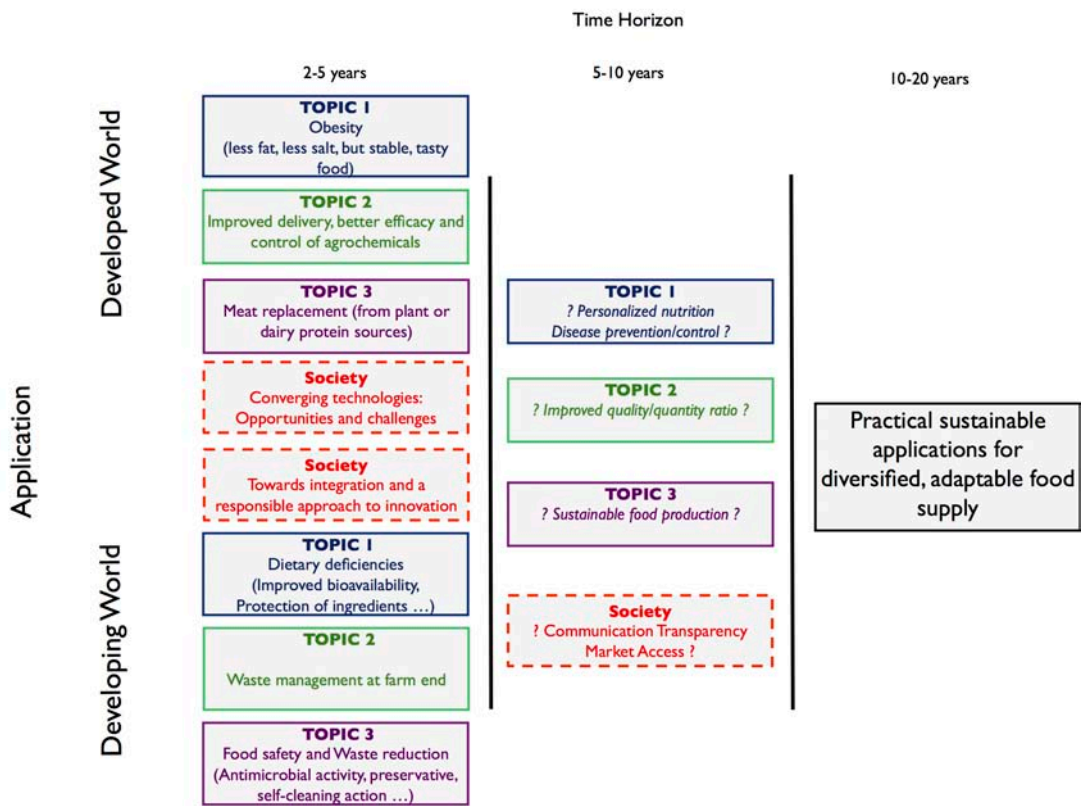 Time Horizon
2-5 years
5-10 years
10-20 years
Application
Developed World
Developing World
TOPIC 1
Obesity
(less fat, less salt, but stable, tasty
food)
TOPIC 2
Improved delivery, better efficacy and
control of agrochemicals
TOPIC 3
Meat replacement (from plant or
dairy protein sources)
Society
Converging technologies:
Opportunities and challenges
Society
Towards integration and a
responsible approach to innovation
TOPIC 1
Dietary deficiencies
(Improved bioavailability,
Protection of ingredients ...)
TOPIC 2
Waste management at farm end
TOPIC 3
Food safety and Waste reduction
(Antimicrobial activity, preservative,
self-cleaning action ...)
TOPIC 1
? Personalized nutrition
Disease prevention/control ?
TOPIC 2
? Improved quality/quantity ratio ?
TOPIC 3
? Sustainable food production ?
Society
? Communication Transparency
Market Access ?
Practical sustainable
applications for
diversified, adaptable food
supply